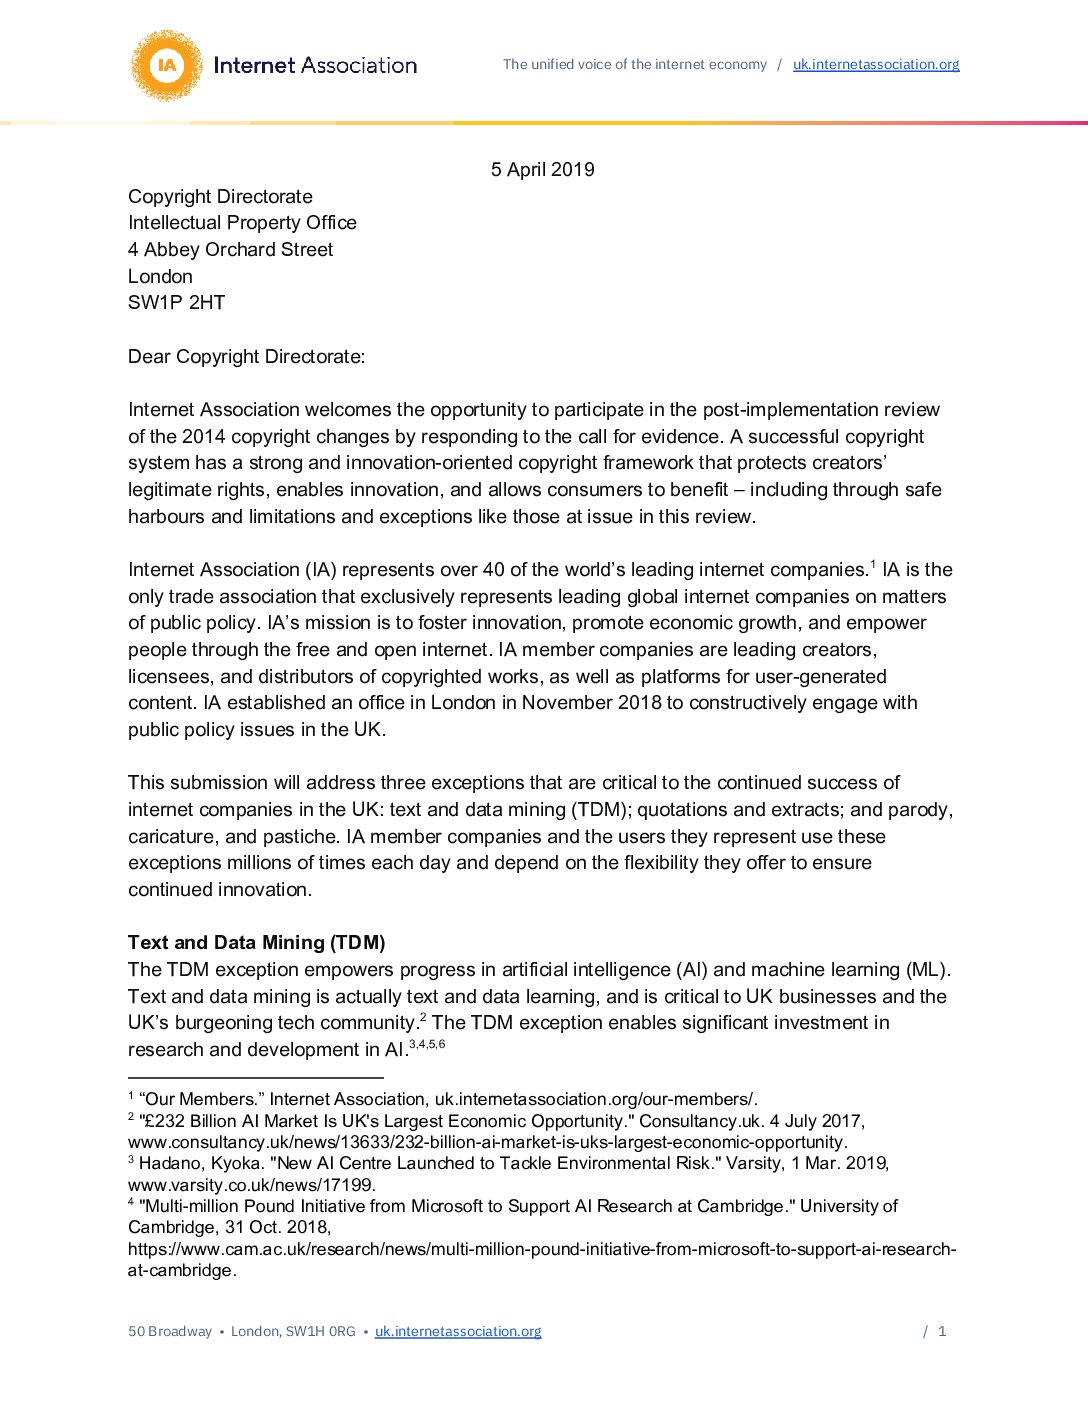 IA Internet Association
The unified voice of the internet economy / uk.internetassociation.org
5 April 2019
Copyright Directorate
Intellectual Property Office
4 Abbey Orchard Street
London
SW1P 2HT
Dear Copyright Directorate:
Internet Association welcomes the opportunity to participate in the post-implementation review
of the 2014 copyright changes by responding to the call for evidence. A successful copyright
system has a strong and innovation-oriented copyright framework that protects creators’
legitimate rights, enables innovation, and allows consumers to benefit – including through safe
harbours and limitations and exceptions like those at issue in this review.
Internet Association (IA) represents over 40 of the world’s leading internet companies.1 IA is the
only trade association that exclusively represents leading global internet companies on matters
of public policy. IA’s mission is to foster innovation, promote economic growth, and empower
people through the free and open internet. IA member companies are leading creators,
licensees, and distributors of copyrighted works, as well as platforms for user-generated
content. IA established an office in London in November 2018 to constructively engage with
public policy issues in the UK.
This submission will address three exceptions that are critical to the continued success of
internet companies in the UK: text and data mining (TDM); quotations and extracts; and parody,
caricature, and pastiche. IA member companies and the users they represent use these
exceptions millions of times each day and depend on the flexibility they offer to ensure
continued innovation.
Text and Data Mining (TDM)
The TDM exception empowers progress in artificial intelligence (AI) and machine learning (ML).
Text and data mining is actually text and data learning, and is critical to UK businesses and the
UK’s burgeoning tech community.2 The TDM exception enables significant investment in
research and development in AI.3,4,5,6
1 “Our Members.” Internet Association, uk.internetassociation.org/our-members/.
2 "£232 Billion AI Market Is UK's Largest Economic Opportunity." Consultancy.uk. 4 July 2017,
www.consultancy.uk/news/13633/232-billion-ai-market-is-uks-largest-economic-opportunity.
3 Hadano, Kyoka. "New AI Centre Launched to Tackle Environmental Risk." Varsity, 1 Mar. 2019,
www.varsity.co.uk/news/17199.
4 "Multi-million Pound Initiative from Microsoft to Support AI Research at Cambridge." University of
Cambridge, 31 Oct. 2018,
https://www.cam.ac.uk/research/news/multi-million-pound-initiative-from-microsoft-to-support-ai-research-
at-cambridge.
50 Broadway • London, SW1H 0RG • uk.internetassociation.org / 1